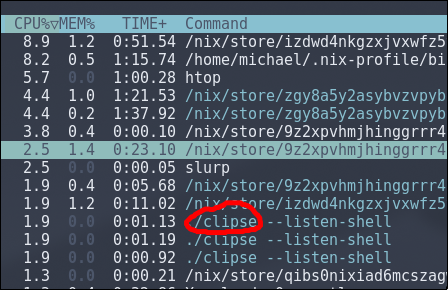 CPU%▽MEM% TIME+ Command
8.9 1.2 0:51.54 /nix/store/izdwd4nkgzxjvxwfz5
8.2 0.5 1:15.74 /home/michael/.nix-profile/bi
5.7 0.0 1:00.28 htop
4.4 1.0 1:21.53 /nix/store/zgy8a5y2asybvzvpyb
4.4 0.2 1:37.92 /nix/store/zgy8a5y2asybvzvpyb
3.8 0.4 0:00.10 /nix/store/9z2xpvhmjhinggrrr4
2.5 1.4 0:23.10 /nix/store/9z2xpvhmjhinggrrr4
2.5 0.0 0:00.05 slurp
1.9 0.4 0:05.68 /nix/store/9z2xpvhmjhinggrrr4
1.9 1.2 0:11.02 /nix/store/izdwd4nkgzxjvxwfz5
1.9 0.0 0:01.13 ./clipse --listen-shell
1.9 0.0 0:01.19 ./clipse --listen-shell
1.9 0.0 0:00.92 ./clipse --listen-shell
1.3 0.0 0:00.21 /nix/store/qibs0nixiad6mcszag